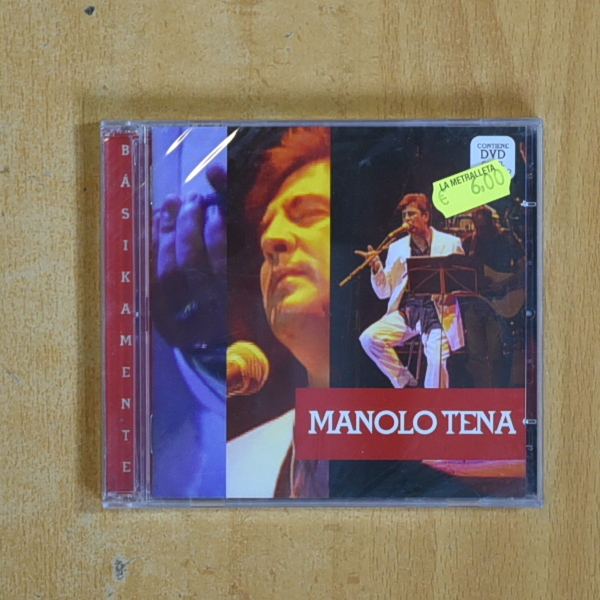 BÁSIKAMENTE
CONTIENE
DVD
LA METRALLETA
€ 6,00
MANOLO TENA